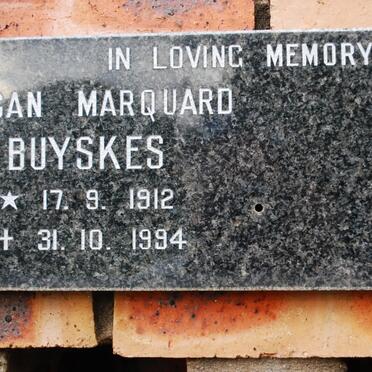 IN LOVING MEMORY
MARQUARD
BUYSKES
★ 17. 9. 1912
† 31. 10. 1994